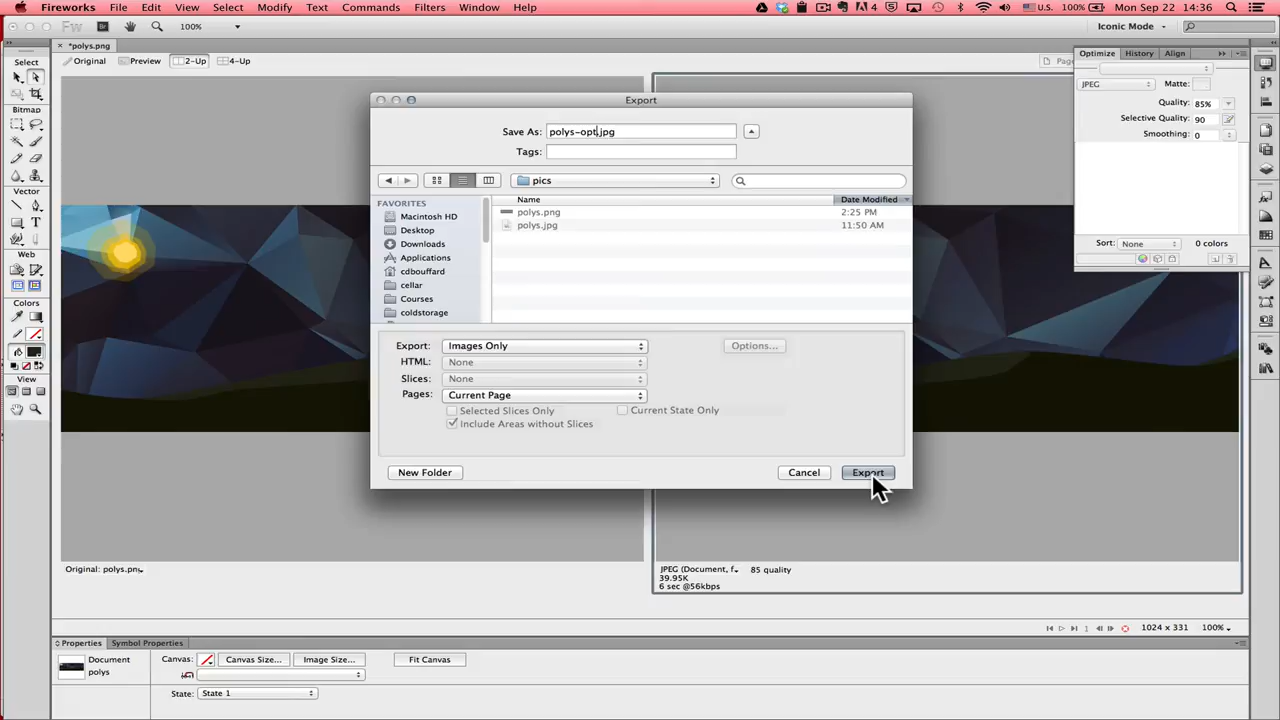 Fireworks File Edit View Select Modify Text Commands Filters Window Help 4 U.S. 100% Mon Sep 22 14:36
Fw 100% Iconic Mode
*polys.png
Original Preview 2-Up 4-Up
Select
Bitmap
Vector
Web
Colors
View
Export
Save As: polys-opt.jpg
Tags:
pics
FAVORITES
Macintosh HD
Desktop
Downloads
Applications
cdbouffard
cellar
Courses
coldstorage
Name Date Modified
polys.png 2:25 PM
polys.jpg 11:50 AM
Export: Images Only Options...
HTML: None
Slices: None
Pages: Current Page
Selected Slices Only Current State Only
Include Areas without Slices
New Folder Cancel Export
Optimize History Align
JPEG Matte:
Quality: 85%
Selective Quality: 90
Smoothing: 0
Sort: None 0 colors
Original: polys.png
JPEG (Document, f 85 quality
39.95K
6 sec @56kbps
1 1024 x 331 100%
Properties Symbol Properties
Document
polys
Canvas: Canvas Size... Image Size... Fit Canvas
State: State 1